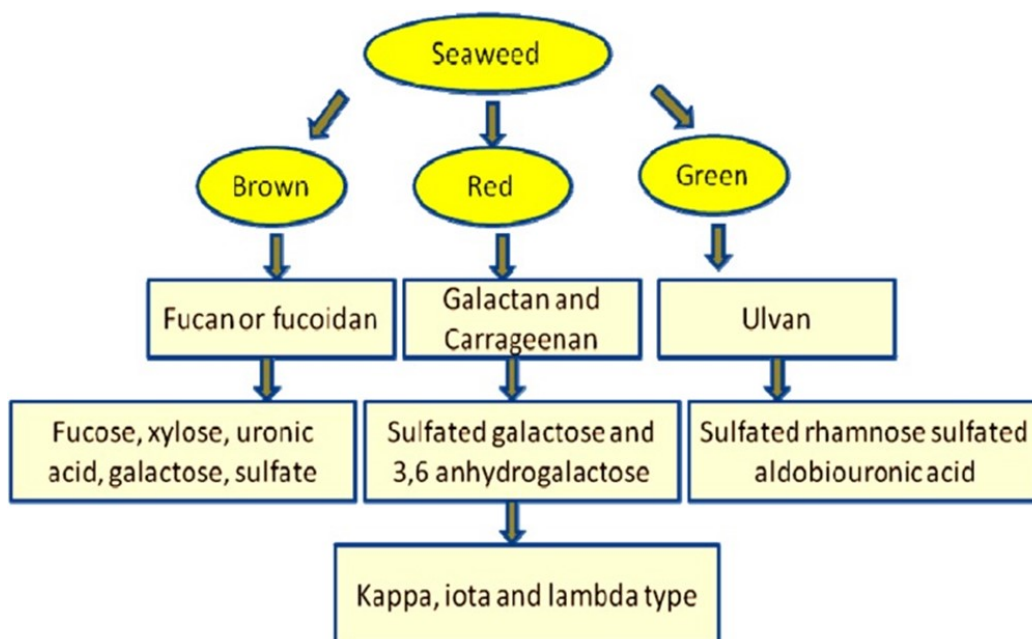 Seaweed
Brown
Red
Green
Fucan or fucoidan
Galactan and
Carrageenan
Ulvan
Fucose, xylose, uronic
acid, galactose, sulfate
Sulfated galactose and
3,6 anhydrogalactose
Sulfated rhamnose sulfated
aldobiouronic acid
Kappa, iota and lambda type